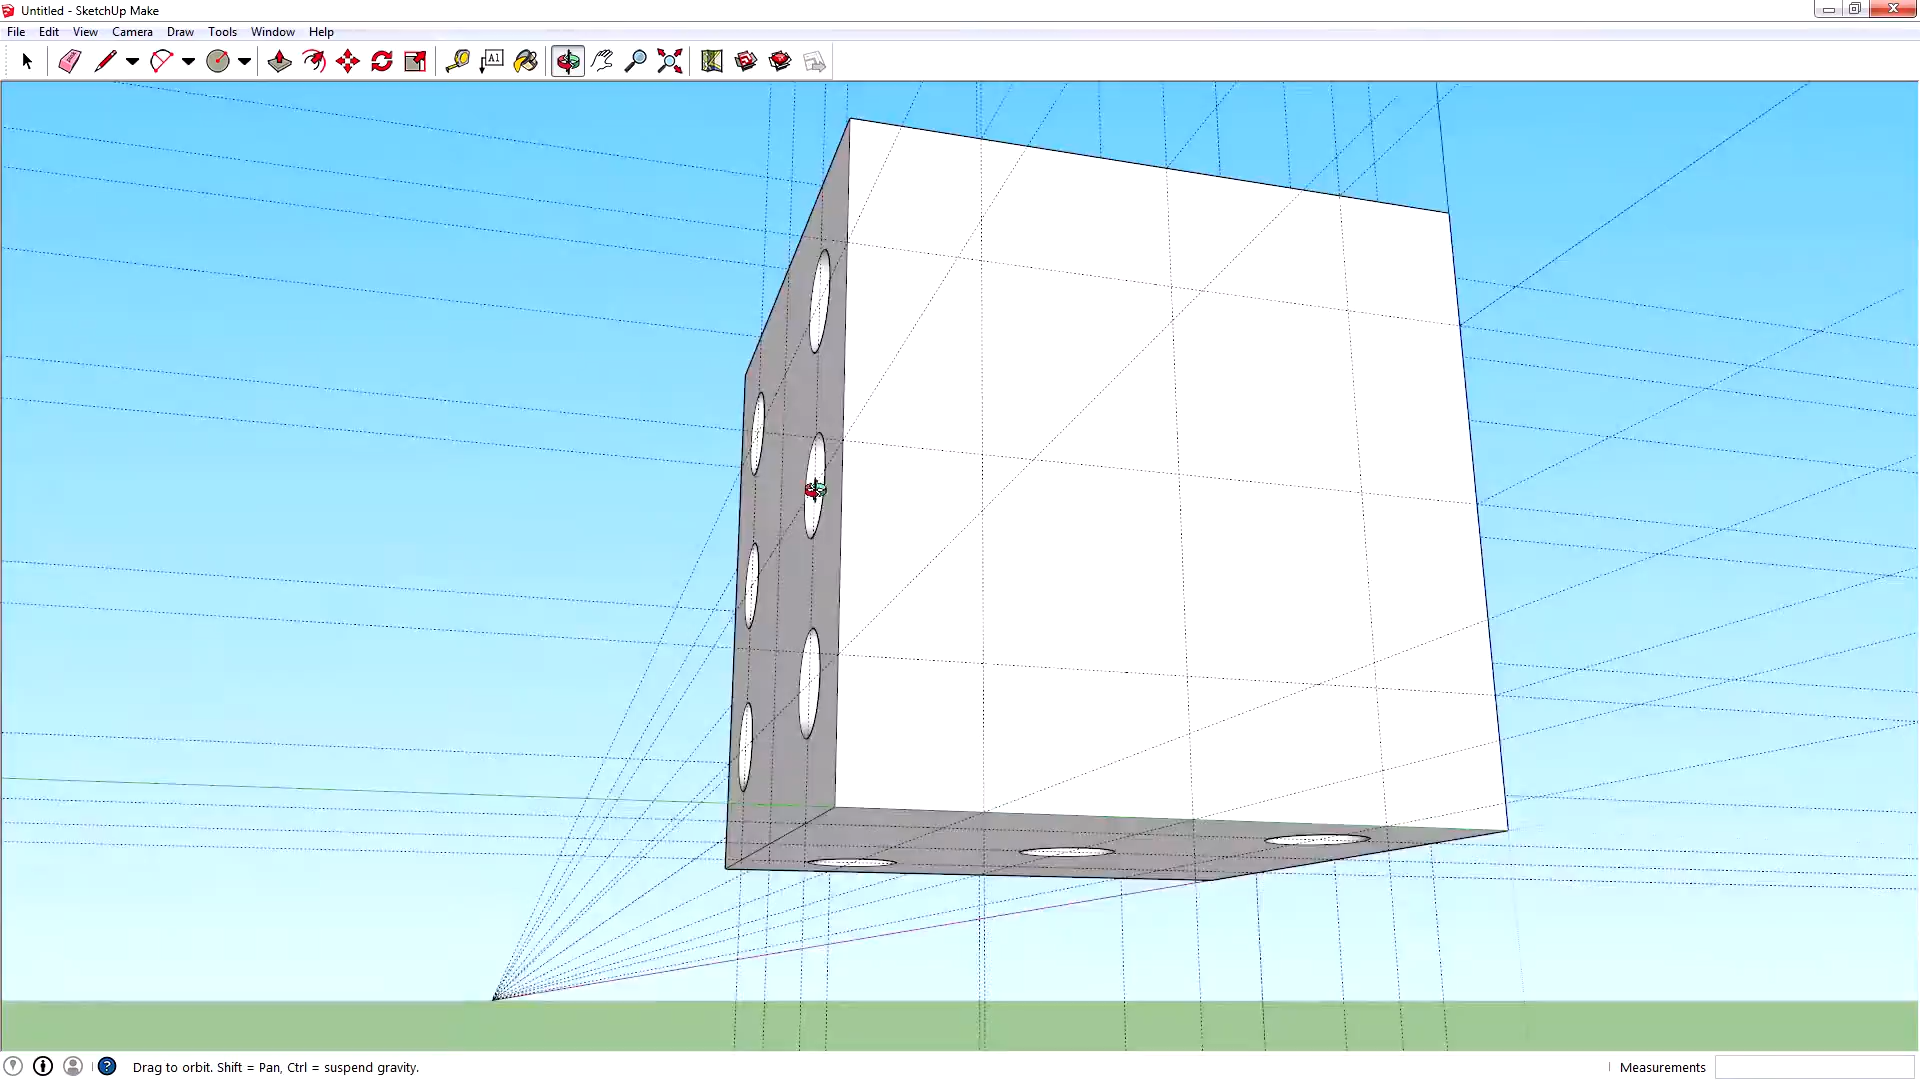 Untitled - SketchUp Make
File Edit View Camera Draw Tools Window Help
A1
Drag to orbit. Shift = Pan, Ctrl = suspend gravity.
Measurements